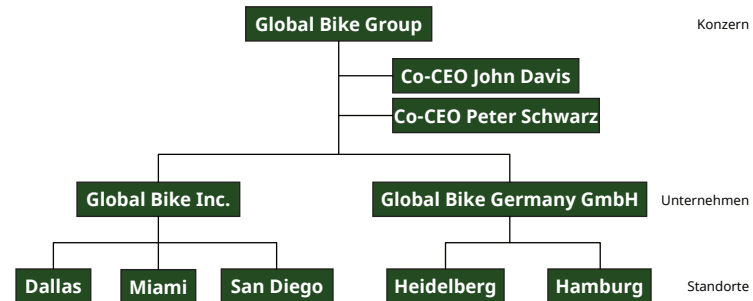 Global Bike Group
Konzern
Co-CEO John Davis
Co-CEO Peter Schwarz
Global Bike Inc.
Global Bike Germany GmbH
Unternehmen
Dallas
Miami
San Diego
Heidelberg
Hamburg
Standorte